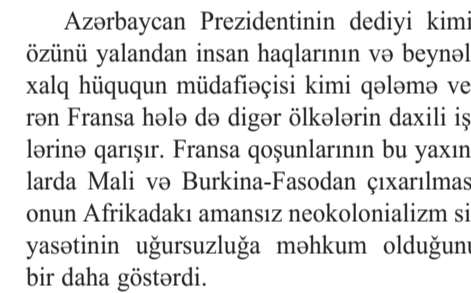 Azərbaycan Prezidentinin dediyi kimi
özünü yalandan insan haqlarının və beynəl
xalq hüququn müdafiəçisi kimi qələmə ve
rən Fransa hələ də digər ölkələrin daxili iş
lərinə qarışır. Fransa qoşunlarının bu yaxın
larda Mali və Burkina-Fasodan çıxarılmas
onun Afrikadakı amansız neokolonializm si
yasətinin uğursuzluğa məhkum olduğunu
bir daha göstərdi.